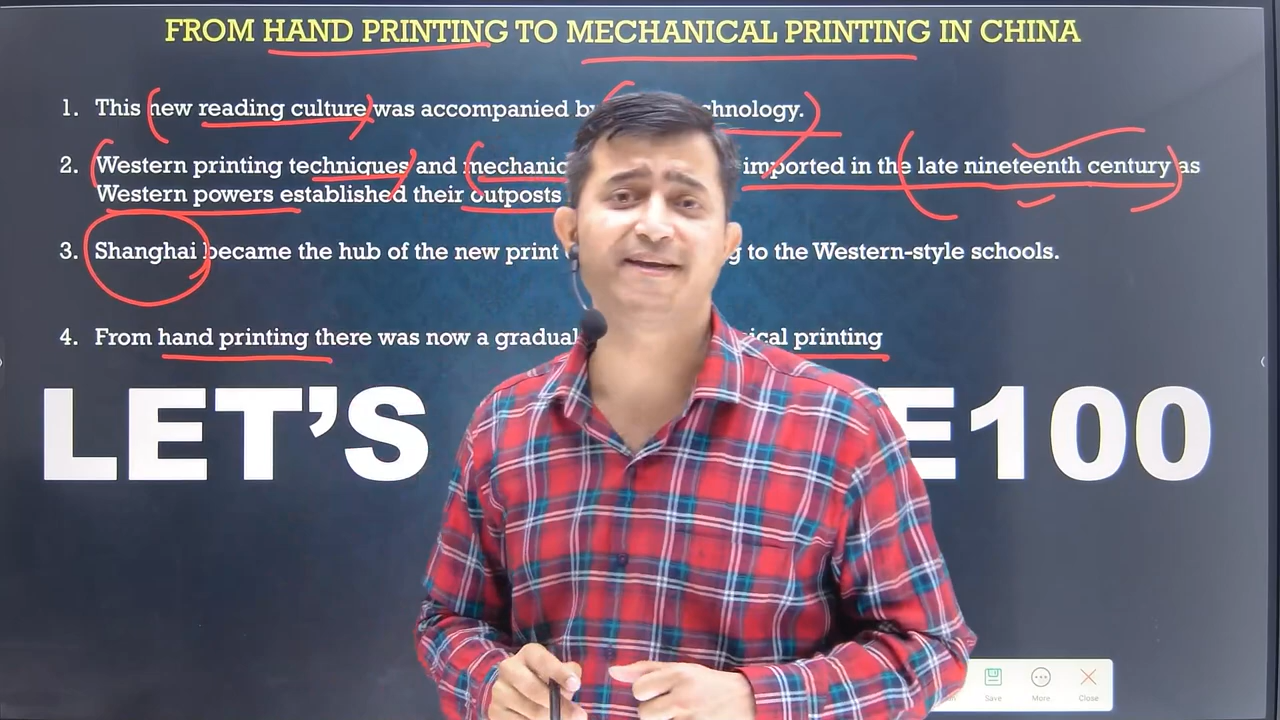 FROM HAND PRINTING TO MECHANICAL PRINTING IN CHINA
1. This new reading culture was accompanied by chnology.
2. Western printing techniques and mechanic imported in the late nineteenth century as
Western powers established their outposts
3. Shanghai became the hub of the new print g to the Western-style schools.
4. From hand printing there was now a gradual ical printing
LET'S E100
Save More Close